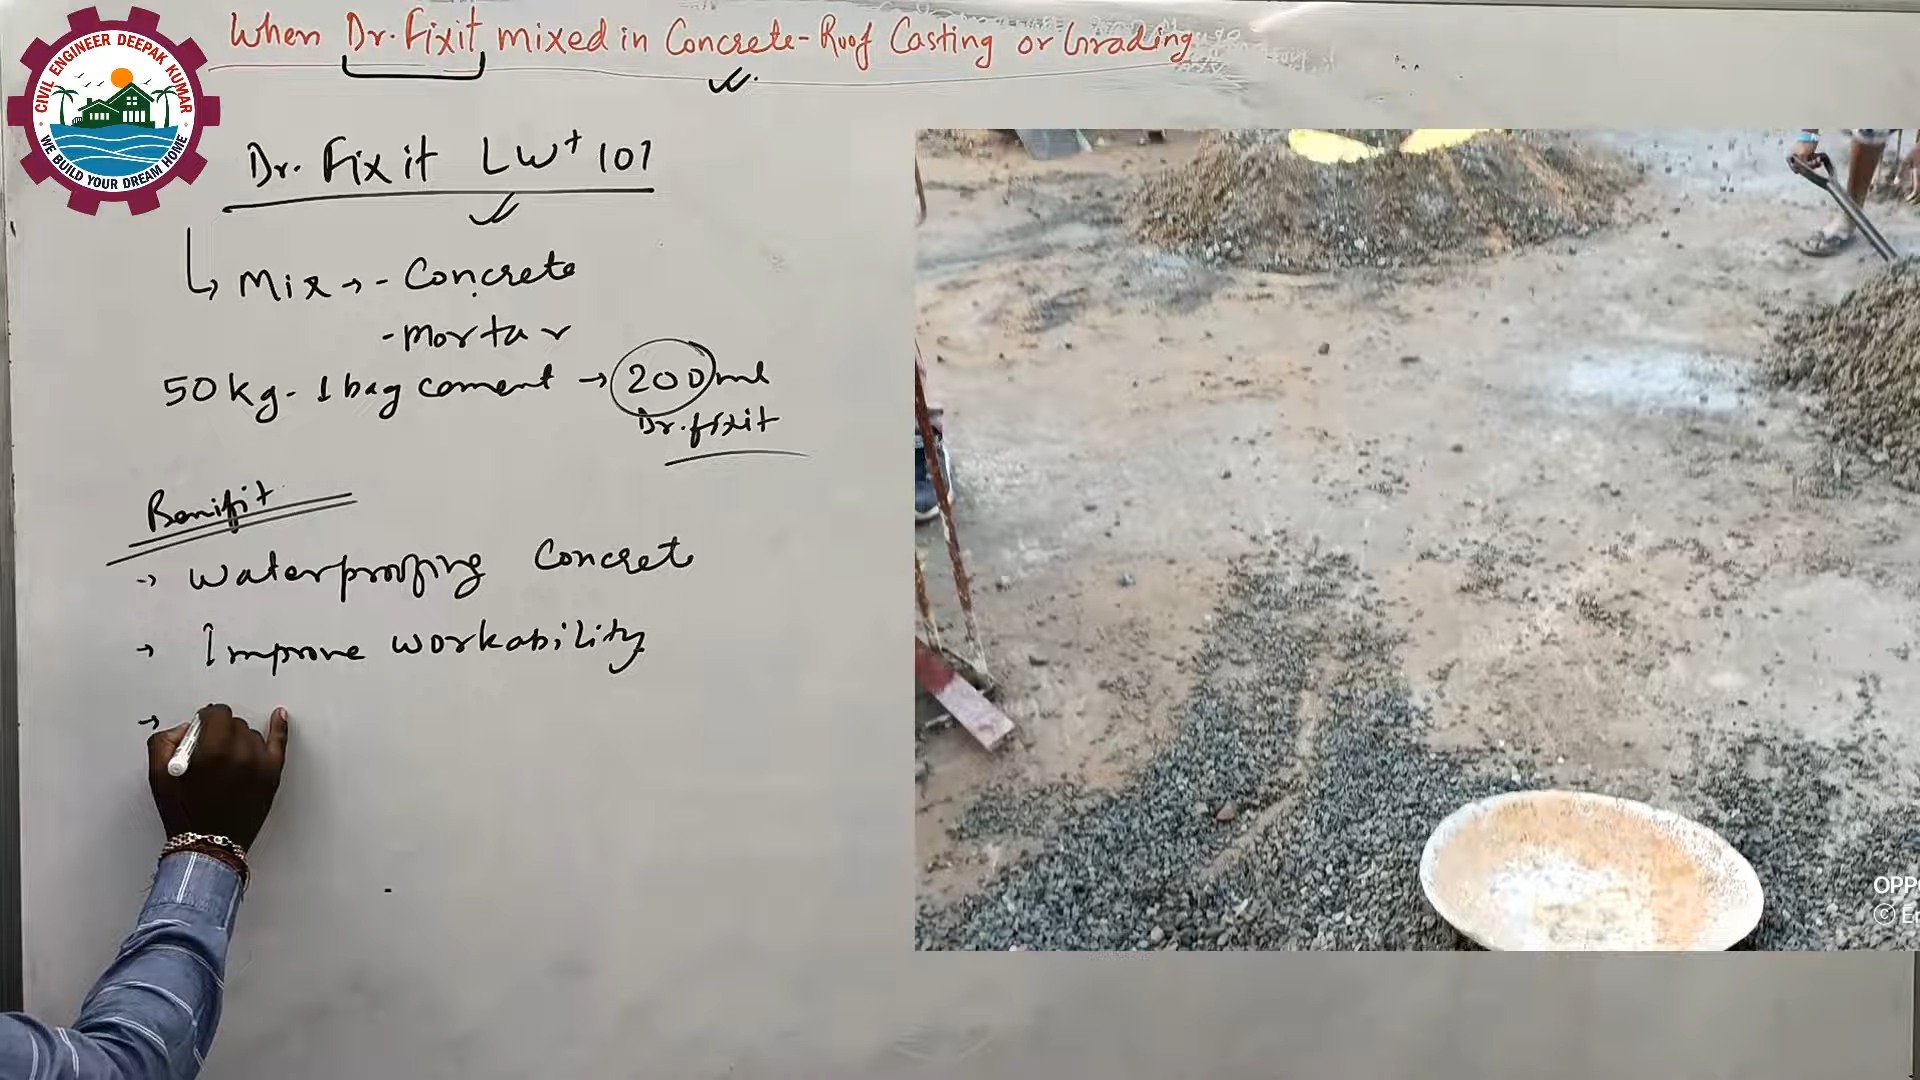 When Dr. Fixit mixed in Concrete-Roof Casting or Grading
CIVIL ENGINEER DEEPAK KUMAR
WE BUILD YOUR DREAM HOME
Dr. Fixit LW+ 101
Mix → - Concrete
- Mortar
50kg - 1 bag cement → 200ml
Dr. fixit
Benifit
→ Waterproofing Concret
→ Improve workability
→
OPP
© En